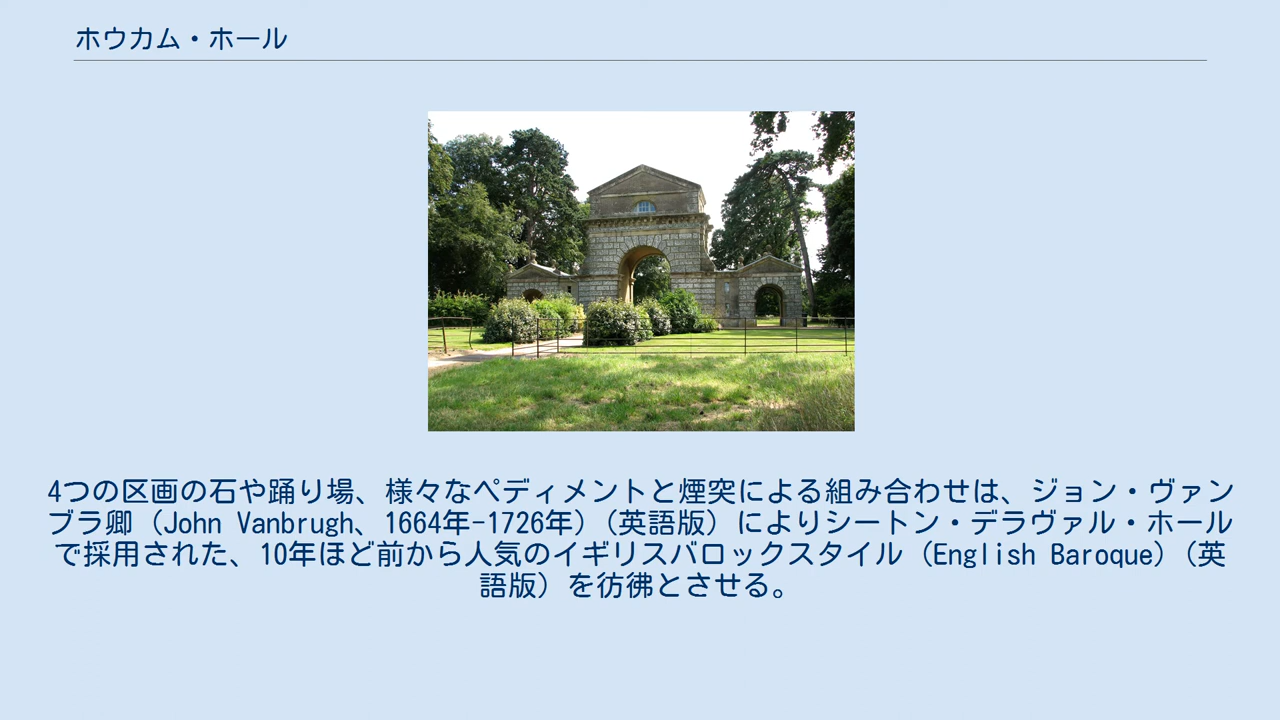 ホウカム・ホール
4つの区画の石や踊り場、様々なペディメントと煙突による組み合わせは、ジョン・ヴァン
ブラ卿（John Vanbrugh、1664年-1726年）（英語版）によりシートン・デラヴァル・ホール
で採用された、10年ほど前から人気のイギリスバロックスタイル（English Baroque）（英
語版）を彷彿とさせる。